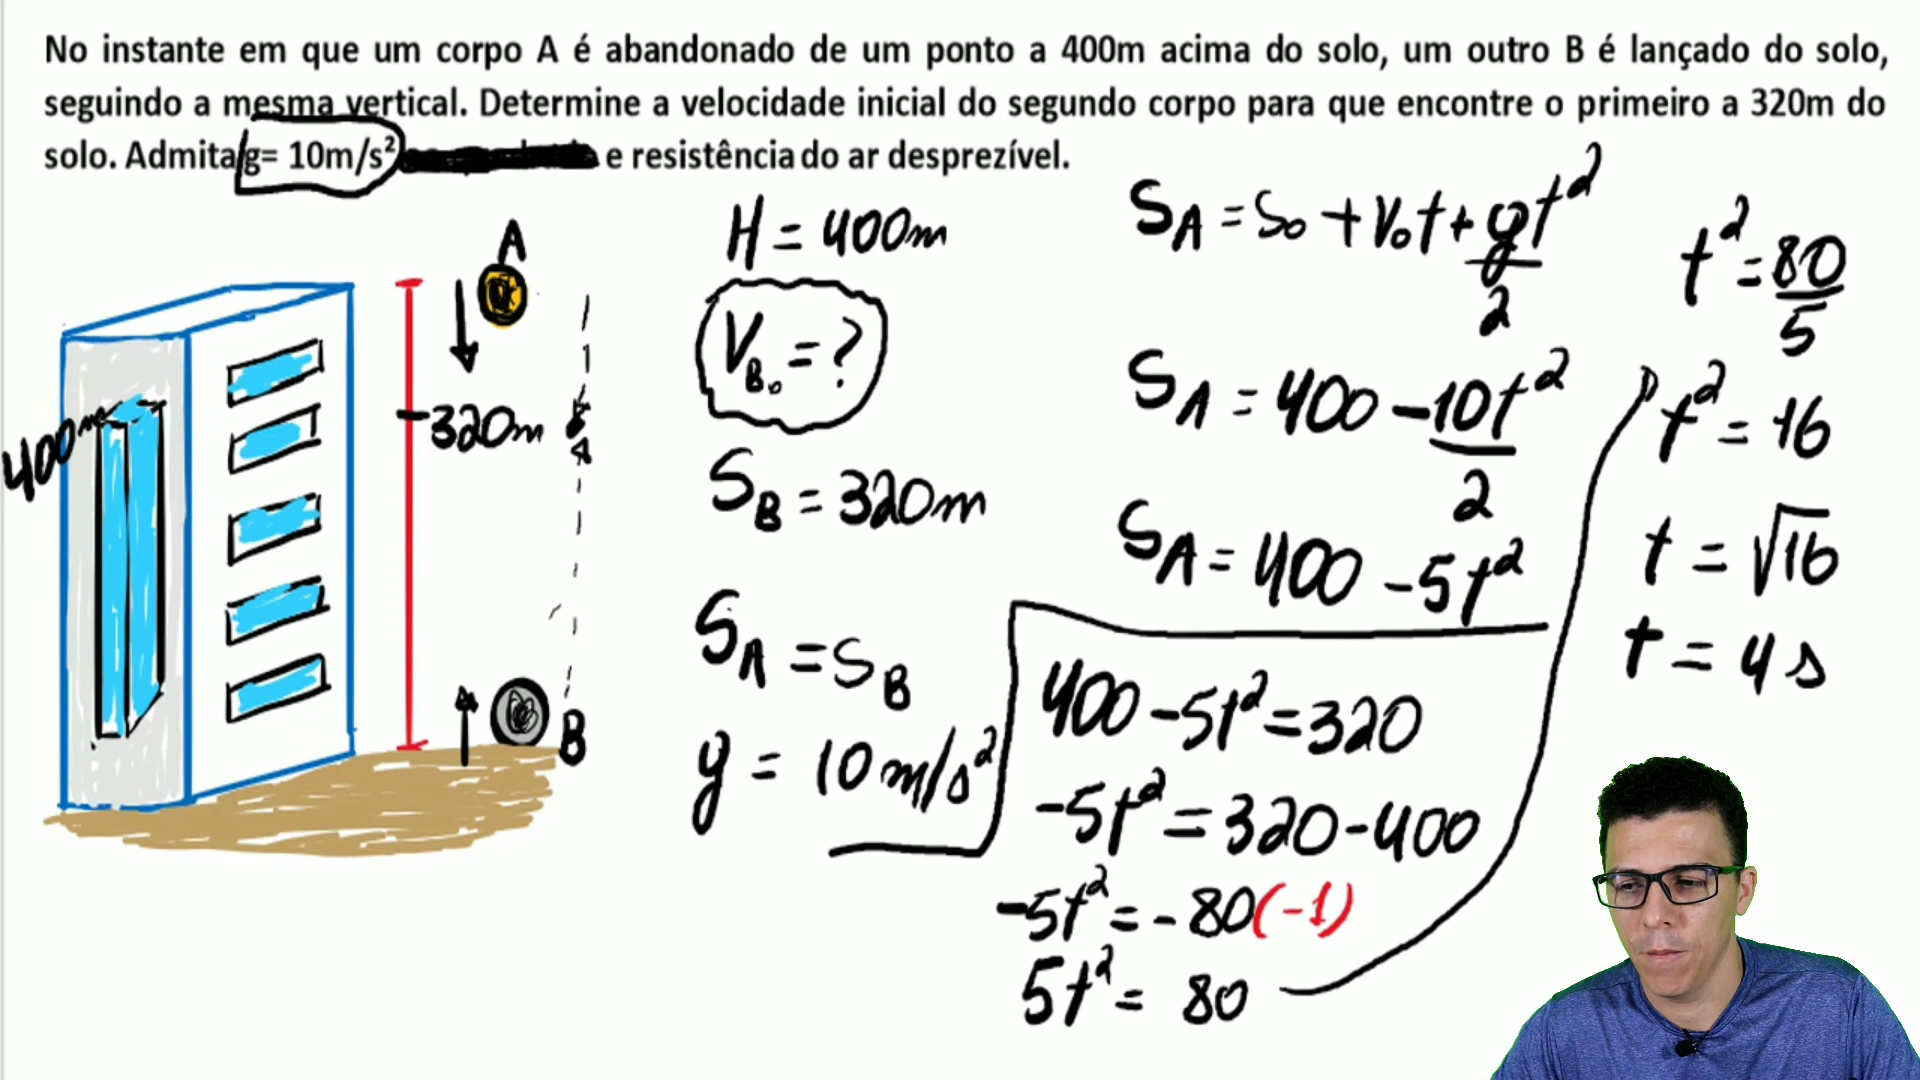 No instante em que um corpo A é abandonado de um ponto a 400m acima do solo, um outro B é lançado do solo,
seguindo a mesma vertical. Determine a velocidade inicial do segundo corpo para que encontre o primeiro a 320m do
solo. Admita g= 10m/s² e resistência do ar desprezível.
A
400m
320m
B
H = 400m
V_B₀ = ?
S_B = 320m
S_A = S_B
g = 10 m/s²
S_A = S₀ + V₀t + gt²/2
S_A = 400 - 10t²/2
S_A = 400 - 5t²
400 - 5t² = 320
-5t² = 320 - 400
-5t² = - 80 (-1)
5t² = 80
t² = 80/5
t² = 16
t = √16
t = 4s